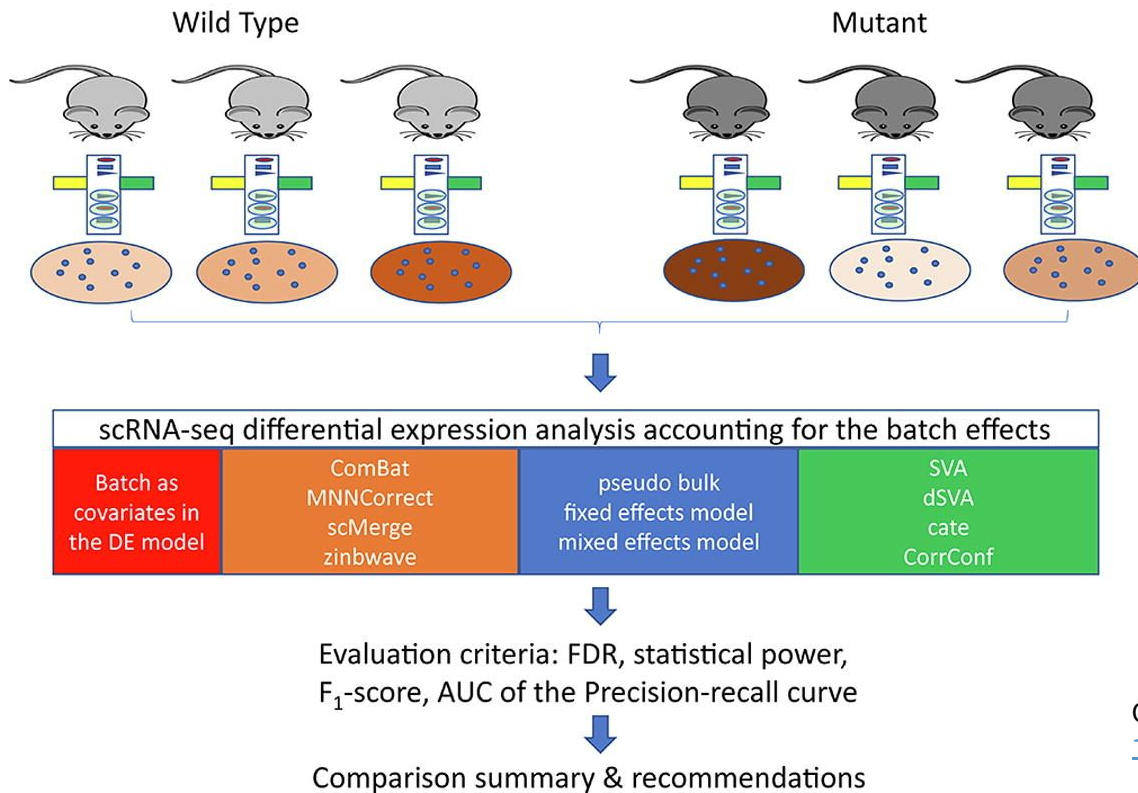 Wild Type
Mutant
scRNA-seq differential expression analysis accounting for the batch effects
Batch as
covariates in
the DE model
ComBat
MNNCorrect
scMerge
zinbwave
pseudo bulk
fixed effects model
mixed effects model
SVA
dSVA
cate
CorrConf
Evaluation criteria: FDR, statistical power,
F₁-score, AUC of the Precision-recall curve
Comparison summary & recommendations